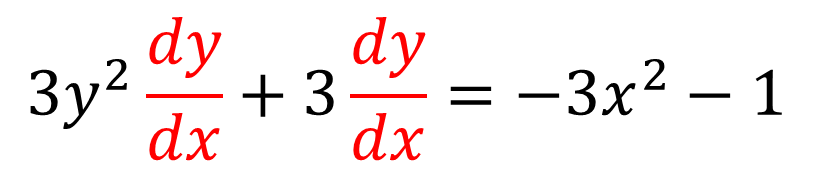 3y² dy/dx + 3 dy/dx = −3x² − 1